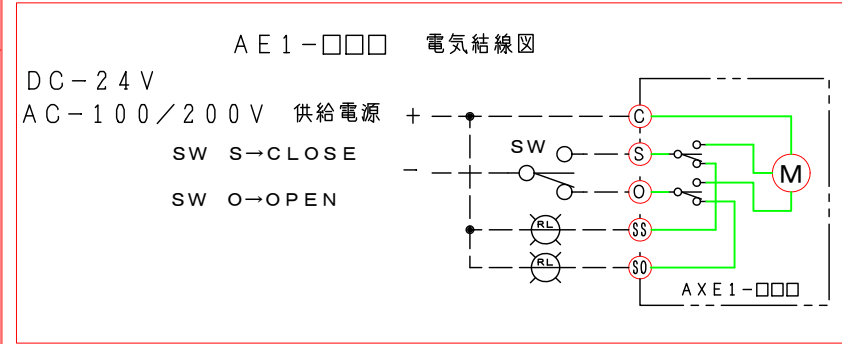 AE1-□□□ 電気結線図
DC-24V
AC-100/200V 供給電源 +
C
SW S→CLOSE
SW
S
-
M
SW O→OPEN
O
RL
SS
RL
SO
AXE1-□□□